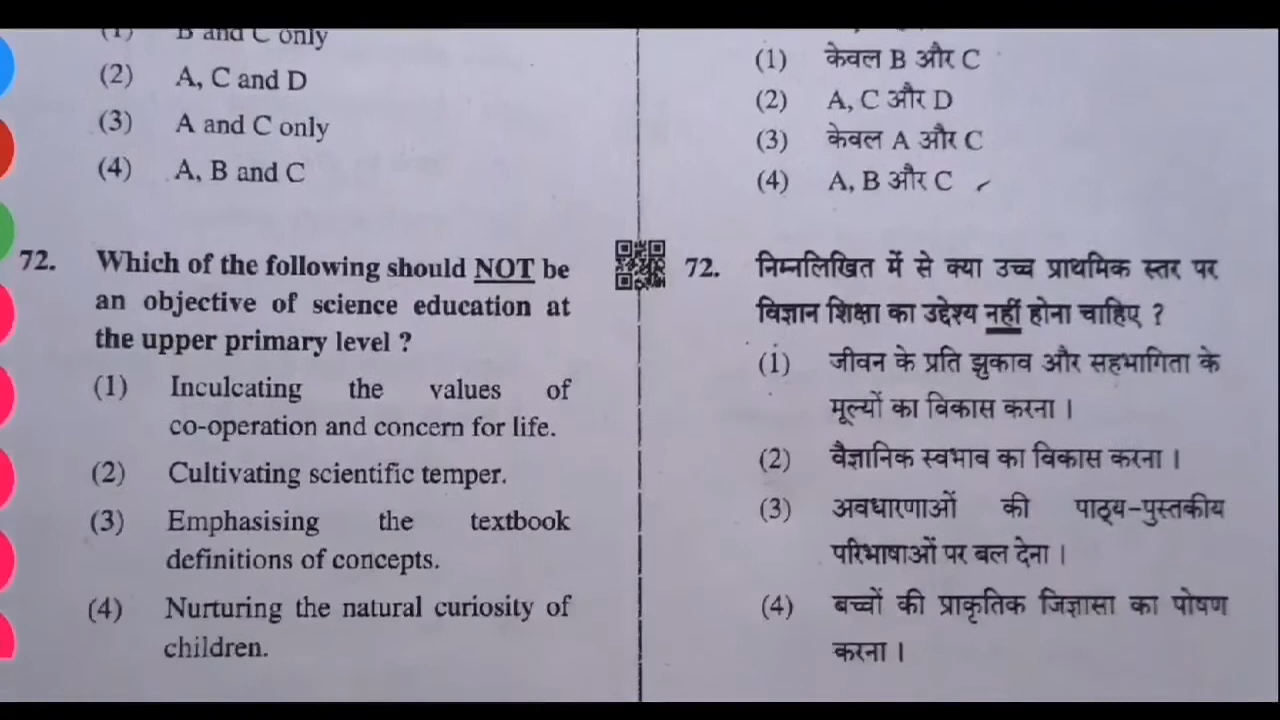 (1) B and C only
(2) A, C and D
(3) A and C only
(4) A, B and C
72. Which of the following should NOT be
an objective of science education at
the upper primary level ?
(1) Inculcating the values of
co-operation and concern for life.
(2) Cultivating scientific temper.
(3) Emphasising the textbook
definitions of concepts.
(4) Nurturing the natural curiosity of
children.
(1) केवल B और C
(2) A, C और D
(3) केवल A और C
(4) A, B और C
72. निम्नलिखित में से क्या उच्च प्राथमिक स्तर पर
विज्ञान शिक्षा का उद्देश्य नहीं होना चाहिए ?
(1) जीवन के प्रति झुकाव और सहभागिता के
मूल्यों का विकास करना ।
(2) वैज्ञानिक स्वभाव का विकास करना ।
(3) अवधारणाओं की पाठ्य-पुस्तकीय
परिभाषाओं पर बल देना ।
(4) बच्चों की प्राकृतिक जिज्ञासा का पोषण
करना ।